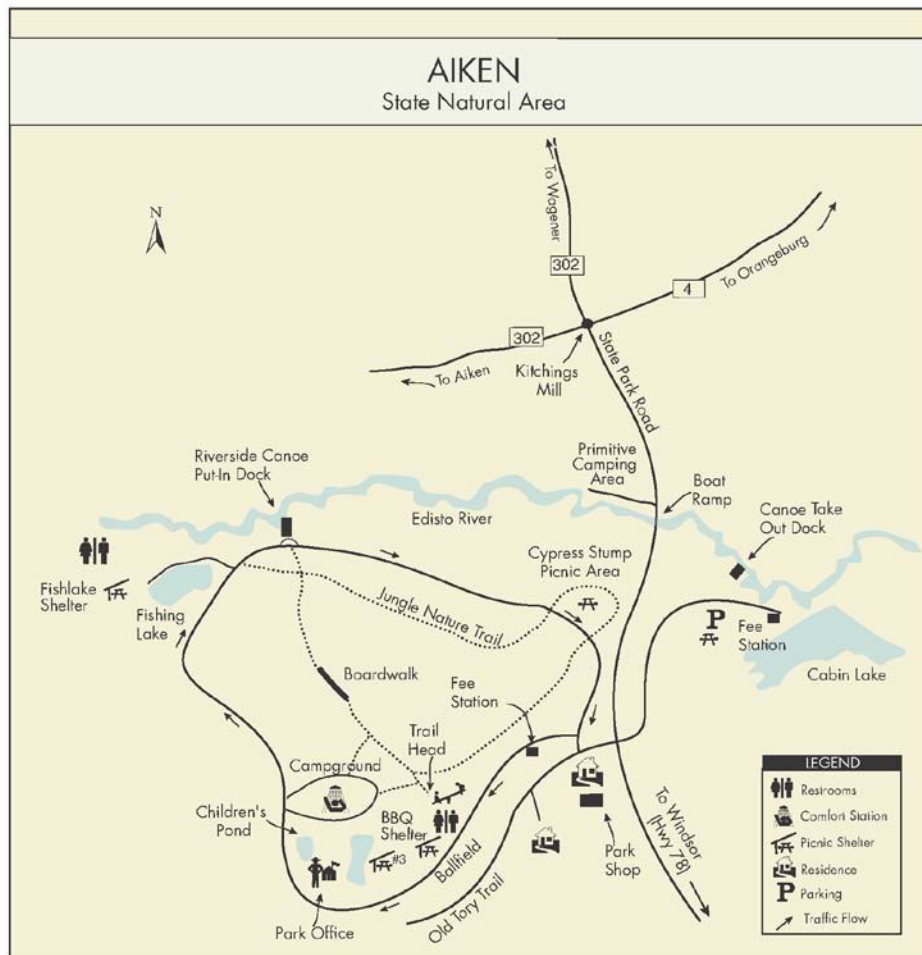 AIKEN
State Natural Area
N
To Wagener
302
To Orangeburg
4
302
To Aiken
Kitchings
Mill
State Park Road
Riverside Canoe
Put-In Dock
Primitive
Camping
Area
Boat
Ramp
Edisto River
Canoe Take
Out Dock
Cypress Stump
Picnic Area
Fishlake
Shelter
Fishing
Lake
Jungle Nature Trail
P
Fee
Station
Cabin Lake
Boardwalk
Fee
Station
Trail
Head
Campground
Children's
Pond
BBQ
Shelter
#3
Ballfield
Park Office
Old Tory Trail
Park
Shop
To Windsor
(Hwy 78)
LEGEND
Restrooms
Comfort Station
Picnic Shelter
Residence
P Parking
Traffic Flow